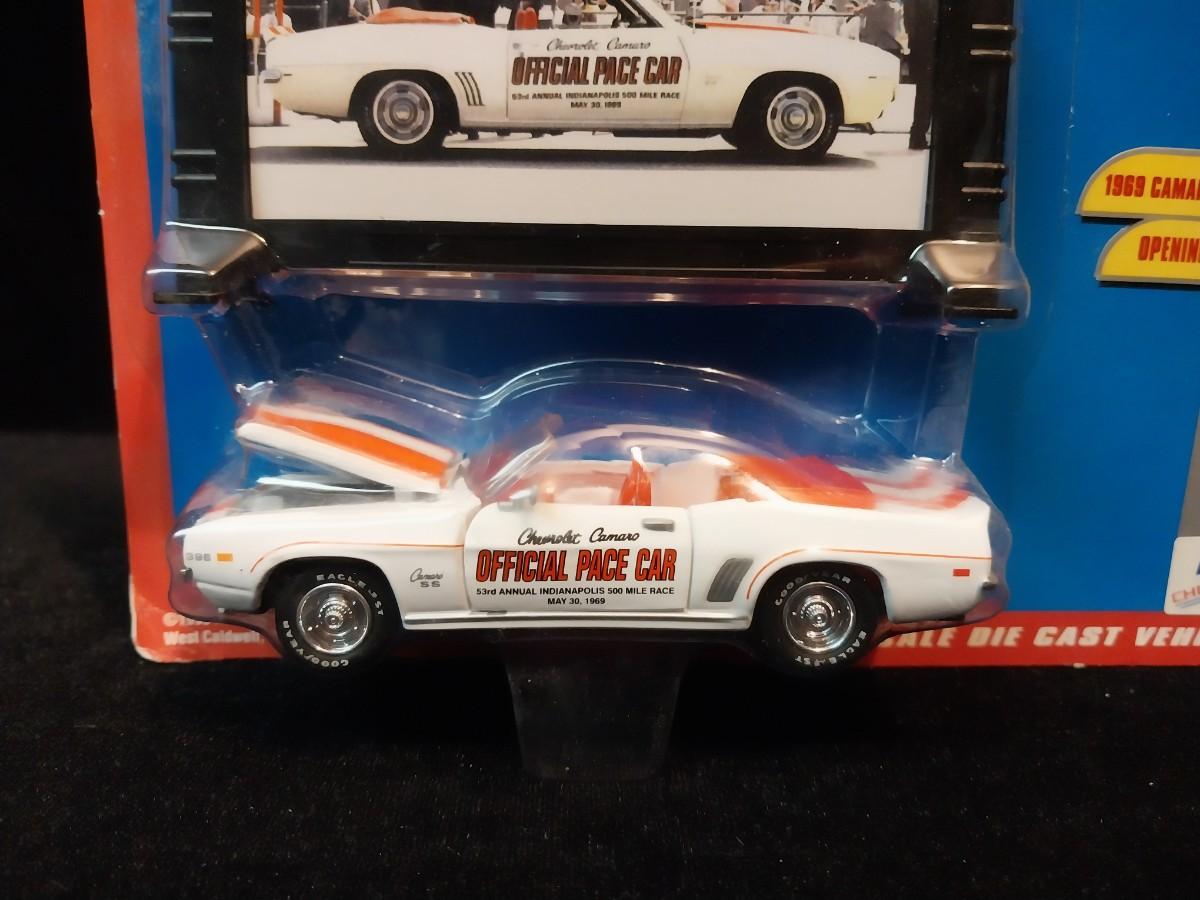 Chevrolet Camaro
OFFICIAL PACE CAR
53rd ANNUAL INDIANAPOLIS 500 MILE RACE
MAY 30, 1969
1969 CAMA
OPENIN
396
Camaro
SS
Chevrolet Camaro
OFFICIAL PACE CAR
53rd ANNUAL INDIANAPOLIS 500 MILE RACE
MAY 30, 1969
EAGLE-ST
GOODYEAR
GOODYEAR
EAGLE-ST
West Caldwell
DIE CAST VEH
CHE